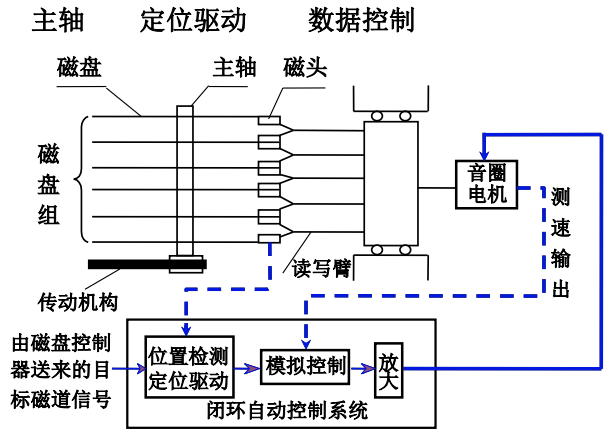 主轴 定位驱动 数据控制
磁盘 主轴 磁头
磁
盘
组
音圈
电机
测
速
输
出
读写臂
传动机构
由磁盘控制
器送来的目
标磁道信号
位置检测
定位驱动
模拟控制
放
大
闭环自动控制系统